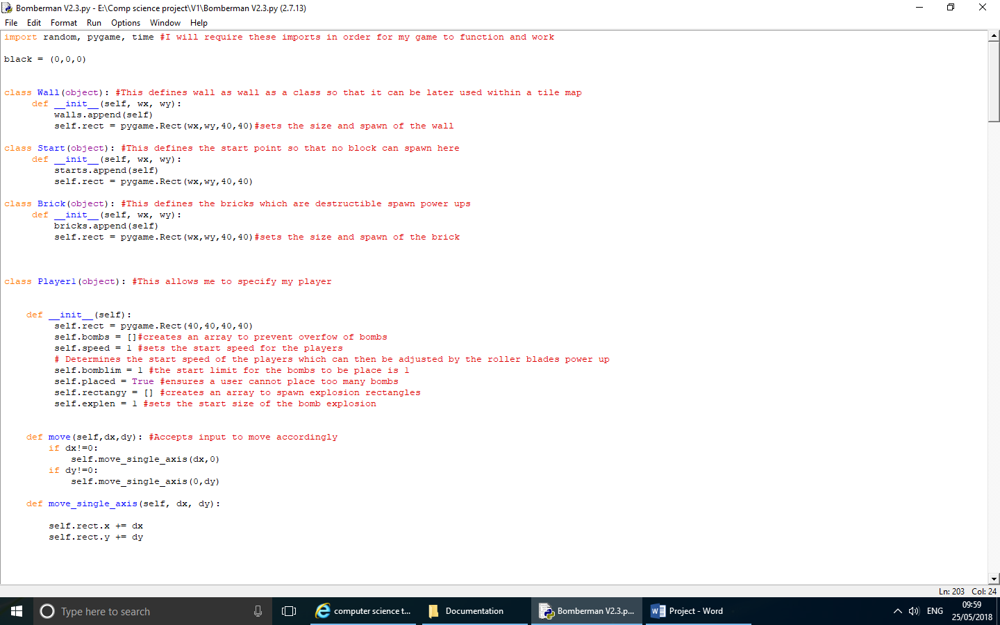 Bomberman V2.3.py - E:\Comp science project\V1\Bomberman V2.3.py (2.7.13)
File Edit Format Run Options Window Help
import random, pygame, time #I will require these imports in order for my game to function and work
black = (0,0,0)
class Wall(object): #This defines wall as wall as a class so that it can be later used within a tile map
def __init__(self, wx, wy):
walls.append(self)
self.rect = pygame.Rect(wx,wy,40,40)#sets the size and spawn of the wall
class Start(object): #This defines the start point so that no block can spawn here
def __init__(self, wx, wy):
starts.append(self)
self.rect = pygame.Rect(wx,wy,40,40)
class Brick(object): #This defines the bricks which are destructible spawn power ups
def __init__(self, wx, wy):
bricks.append(self)
self.rect = pygame.Rect(wx,wy,40,40)#sets the size and spawn of the brick
class Player1(object): #This allows me to specify my player
def __init__(self):
self.rect = pygame.Rect(40,40,40,40)
self.bombs = []#creates an array to prevent overfow of bombs
self.speed = 1 #sets the start speed for the players
# Determines the start speed of the players which can then be adjusted by the roller blades power up
self.bomblim = 1 #the start limit for the bombs to be place is 1
self.placed = True #ensures a user cannot place too many bombs
self.rectangy = [] #creates an array to spawn explosion rectangles
self.explen = 1 #sets the start size of the bomb explosion
def move(self,dx,dy): #Accepts input to move accordingly
if dx!=0:
self.move_single_axis(dx,0)
if dy!=0:
self.move_single_axis(0,dy)
def move_single_axis(self, dx, dy):
self.rect.x += dx
self.rect.y += dy
Ln: 203 Col: 24
Type here to search
computer science t...
Documentation
Bomberman V2.3.p...
Project - Word
ENG
09:59
25/05/2018